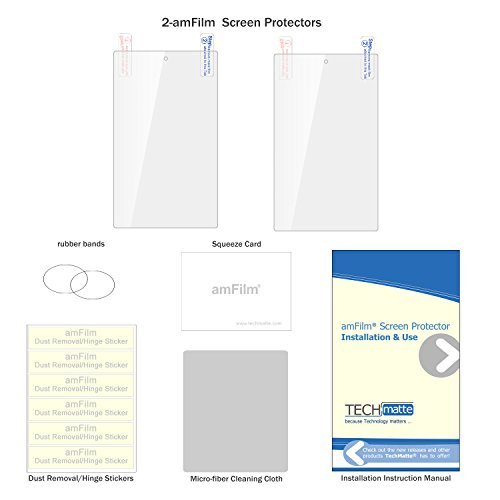 2-amFilm Screen Protectors
rubber bands
Squeeze Card
amFilm®
www.techmatte.com
amFilm
Dust Removal/Hinge Sticker
amFilm
Dust Removal/Hinge Sticker
amFilm
Dust Removal/Hinge Sticker
amFilm
Dust Removal/Hinge Sticker
amFilm
Dust Removal/Hinge Sticker
amFilm
Dust Removal/Hinge Sticker
amFilm® Screen Protector
Installation & Use
TECH matte
because Technology matters ...
Check out the new releases and other
products TechMatte® has to offer!
Dust Removal/Hinge Stickers
Micro-fiber Cleaning Cloth
Installation Instruction Manual